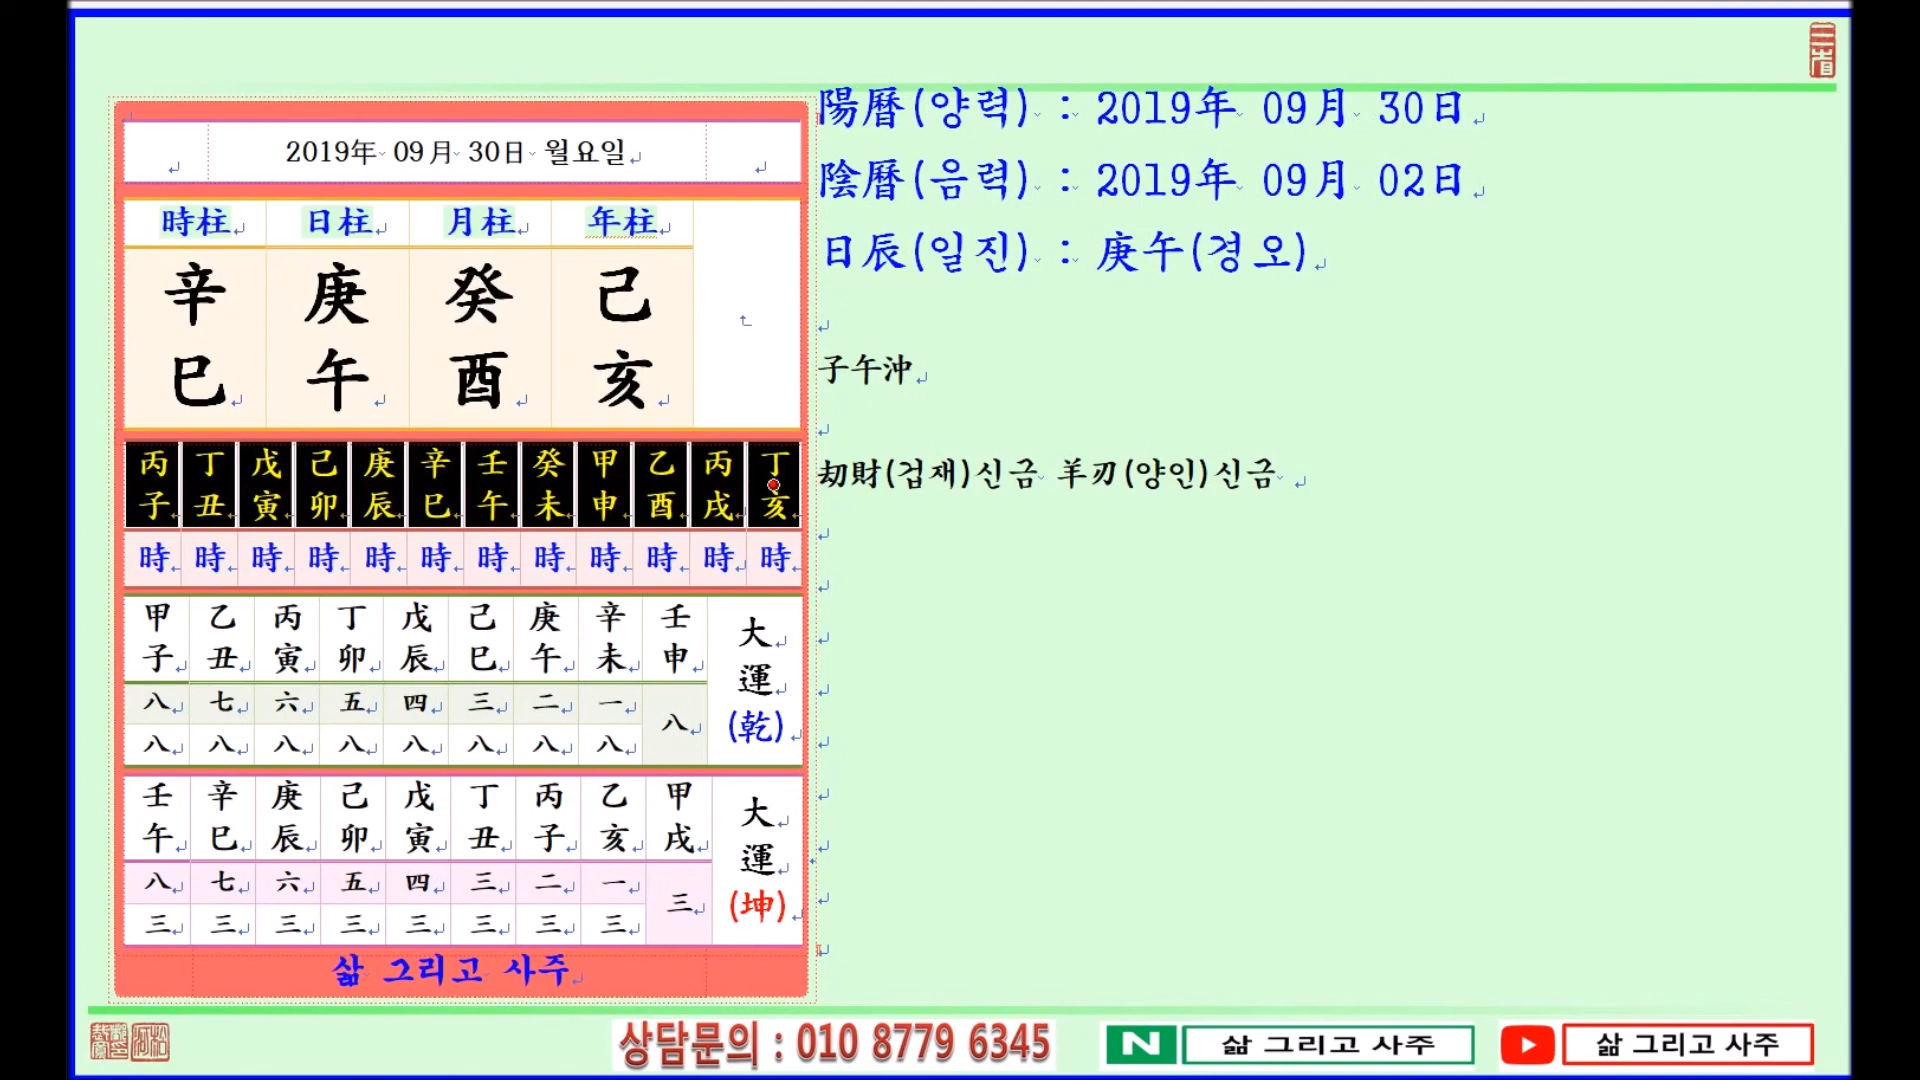 2019年 09月 30日 월요일
時柱 日柱 月柱 年柱
辛 庚 癸 己
巳 午 酉 亥
丙 丁 戊 己 庚 辛 壬 癸 甲 乙 丙 丁
子 丑 寅 卯 辰 巳 午 未 申 酉 戌 亥
時 時 時 時 時 時 時 時 時 時 時 時
甲 乙 丙 丁 戊 己 庚 辛 壬
子 丑 寅 卯 辰 巳 午 未 申
八 七 六 五 四 三 二 一 八
八 八 八 八 八 八 八 八
大
運
(乾)
壬 辛 庚 己 戊 丁 丙 乙 甲
午 巳 辰 卯 寅 丑 子 亥 戌
八 七 六 五 四 三 二 一 三
三 三 三 三 三 三 三 三
大
運
(坤)
삶 그리고 사주
陽曆(양력) : 2019年 09月 30日
陰曆(음력) : 2019年 09月 02日
日辰(일진) : 庚午(경오)
子午沖
劫財(겁재)신금 羊刃(양인)신금
상담문의 : 010 8779 6345
N 삶 그리고 사주
삶 그리고 사주